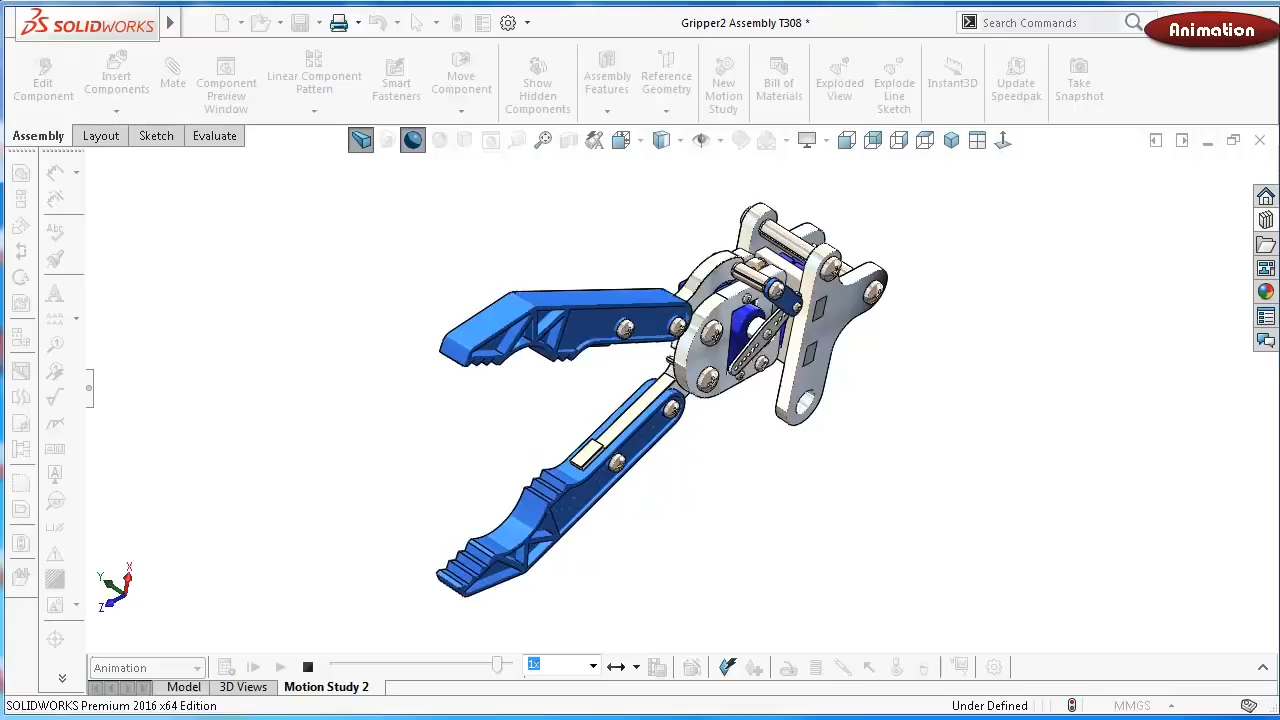 SOLIDWORKS
Gripper2 Assembly T308 *
Search Commands
Animation
Edit Component
Insert Components
Mate
Component Preview Window
Linear Component Pattern
Smart Fasteners
Move Component
Show Hidden Components
Assembly Features
Reference Geometry
New Motion Study
Bill of Materials
Exploded View
Explode Line Sketch
Instant3D
Update Speedpak
Take Snapshot
Assembly
Layout
Sketch
Evaluate
Abc
A
X
Y
Z
Animation
1x
Model
3D Views
Motion Study 2
SOLIDWORKS Premium 2016 x64 Edition
Under Defined
MMGS